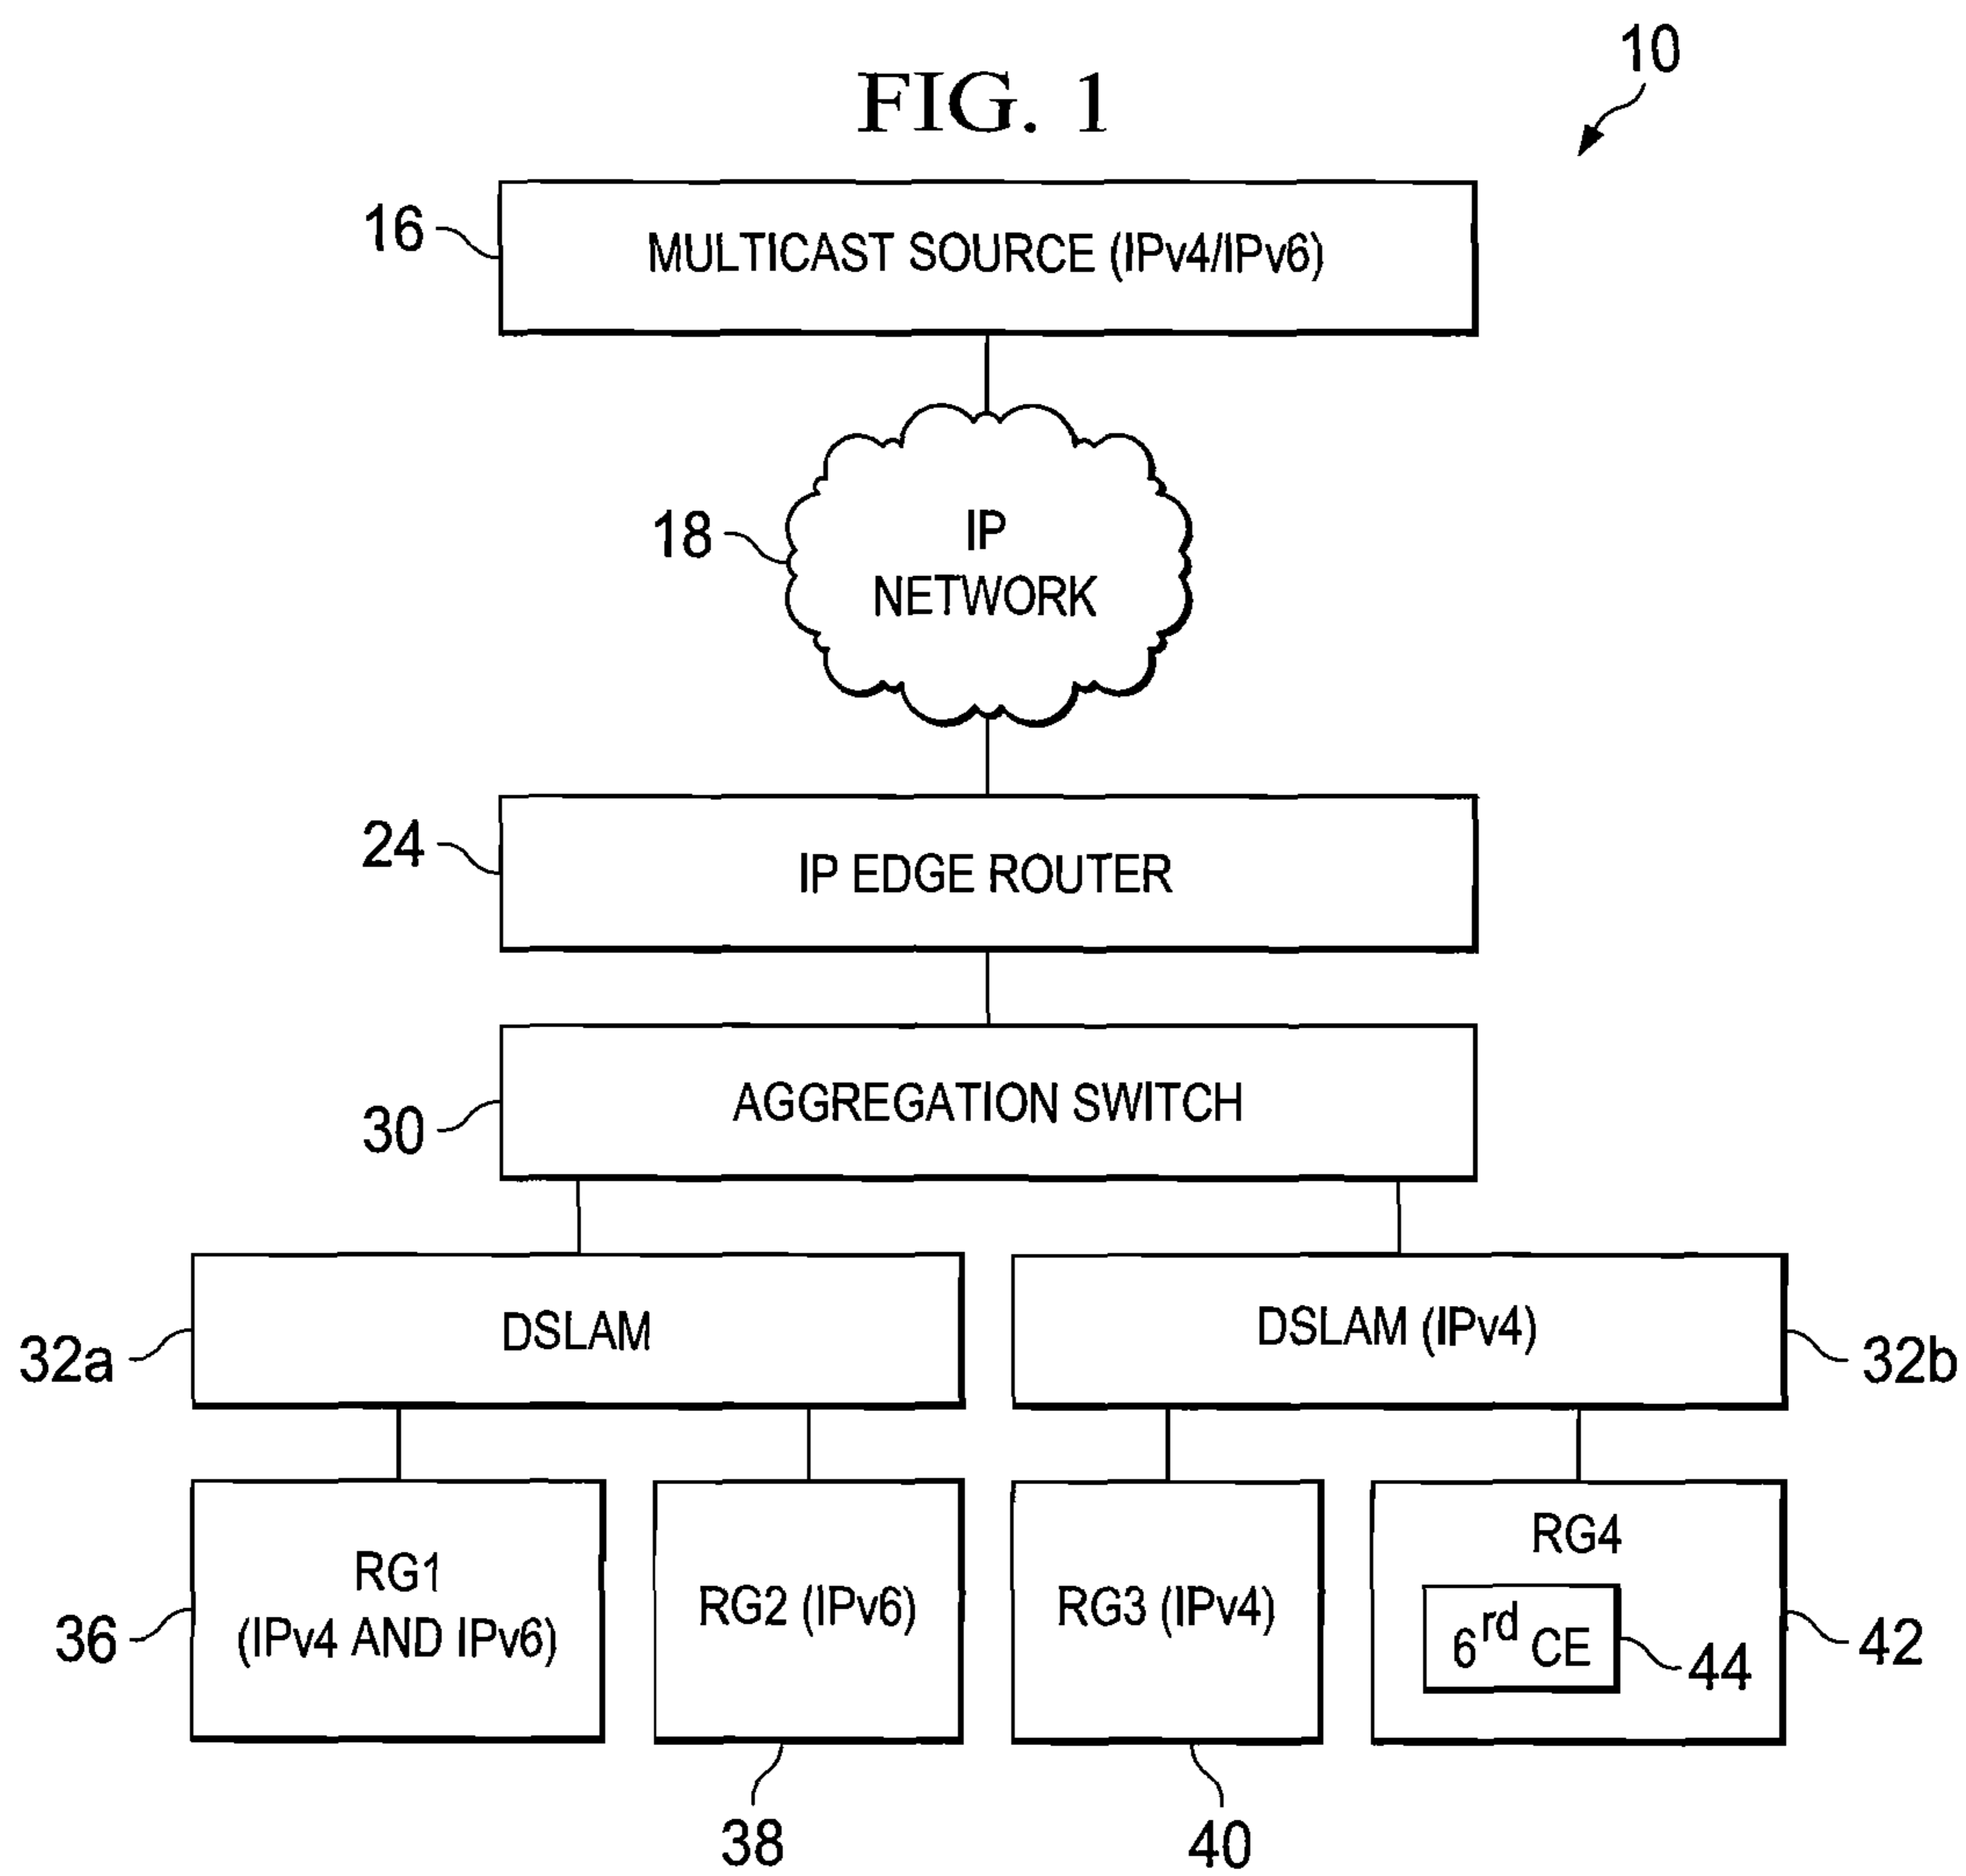 10
FIG. 1
16
MULTICAST SOURCE (IPv4/IPv6)
18
IP
NETWORK
24
IP EDGE ROUTER
30
AGGREGATION SWITCH
32a
DSLAM
DSLAM (IPv4)
32b
36
RG1
(IPv4 AND IPv6)
RG2 (IPv6)
RG3 (IPv4)
RG4
6rd CE
44
42
38
40